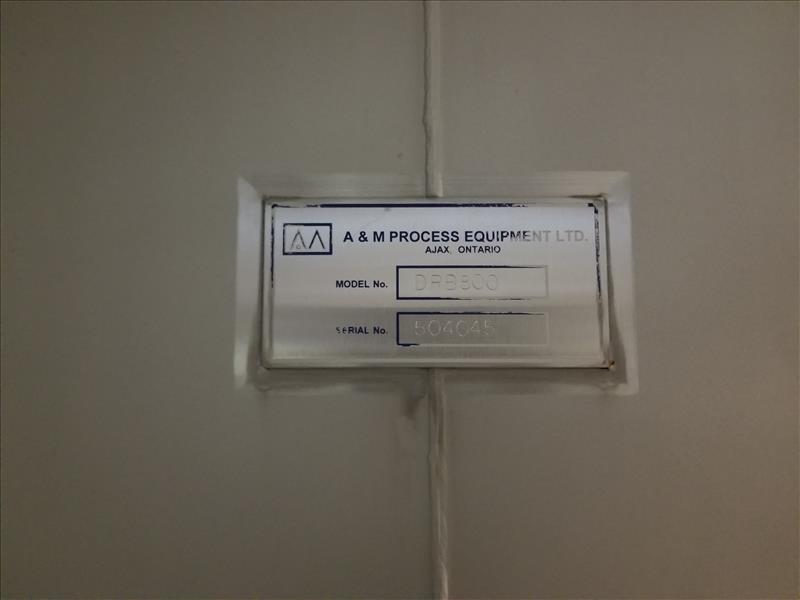 A & M PROCESS EQUIPMENT LTD.
AJAX, ONTARIO
MODEL No. DRB800
SERIAL No. 504045